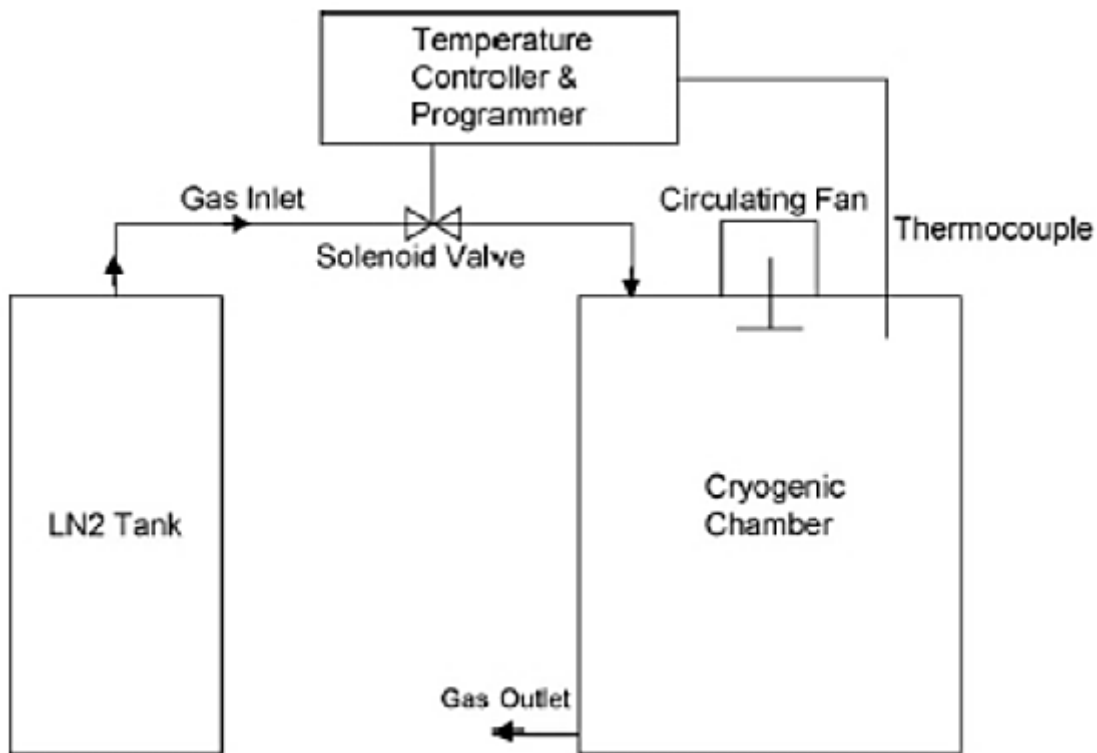 Temperature
Controller &
Programmer
Gas Inlet
Circulating Fan
Solenoid Valve
Thermocouple
LN2 Tank
Cryogenic
Chamber
Gas Outlet